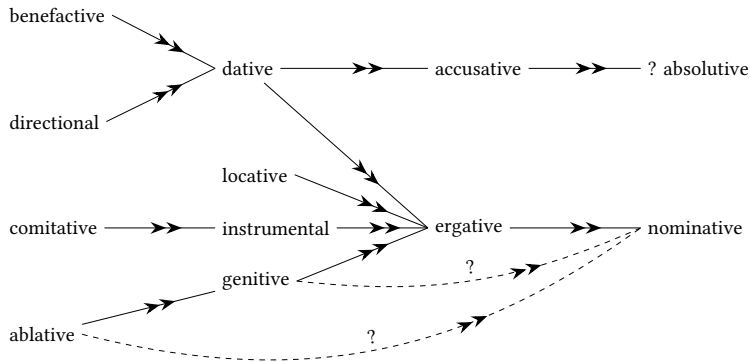 benefactive
dative
accusative
? absolutive
directional
locative
comitative
instrumental
ergative
nominative
genitive
?
ablative
?